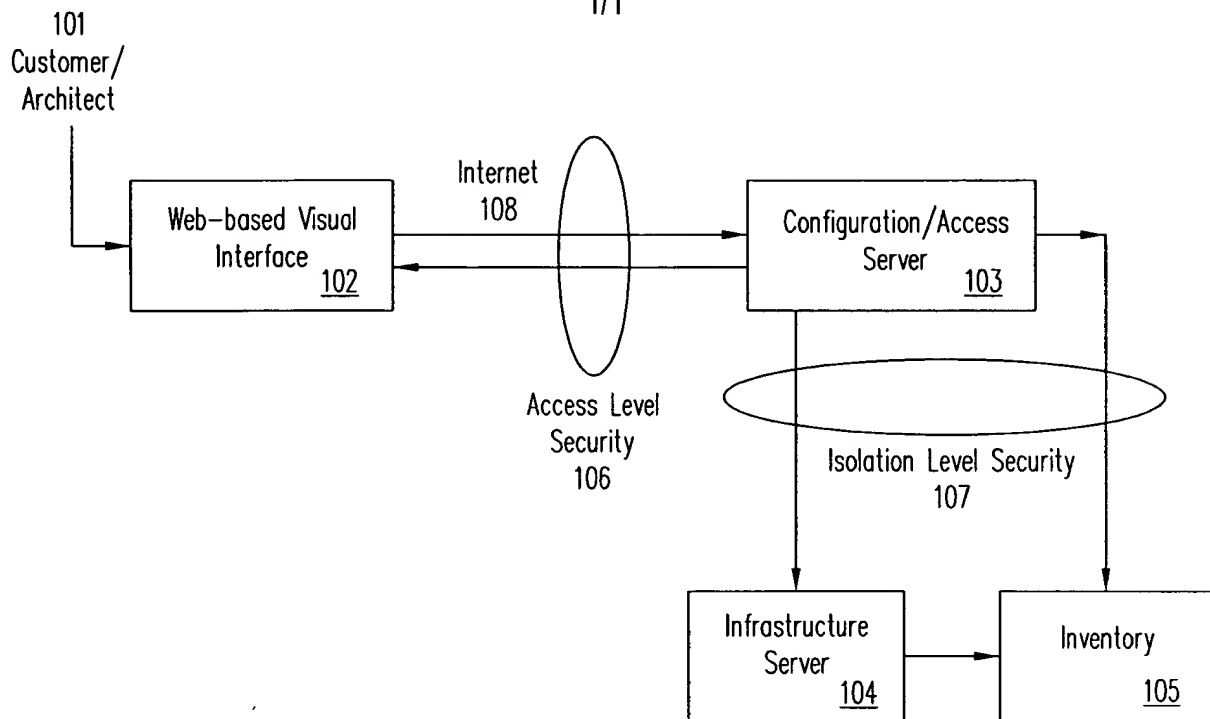 1/1
101
Customer/
Architect
Web-based Visual
Interface
102
Internet
108
Configuration/Access
Server
103
Access Level
Security
106
Isolation Level Security
107
Infrastructure
Server
104
Inventory
105